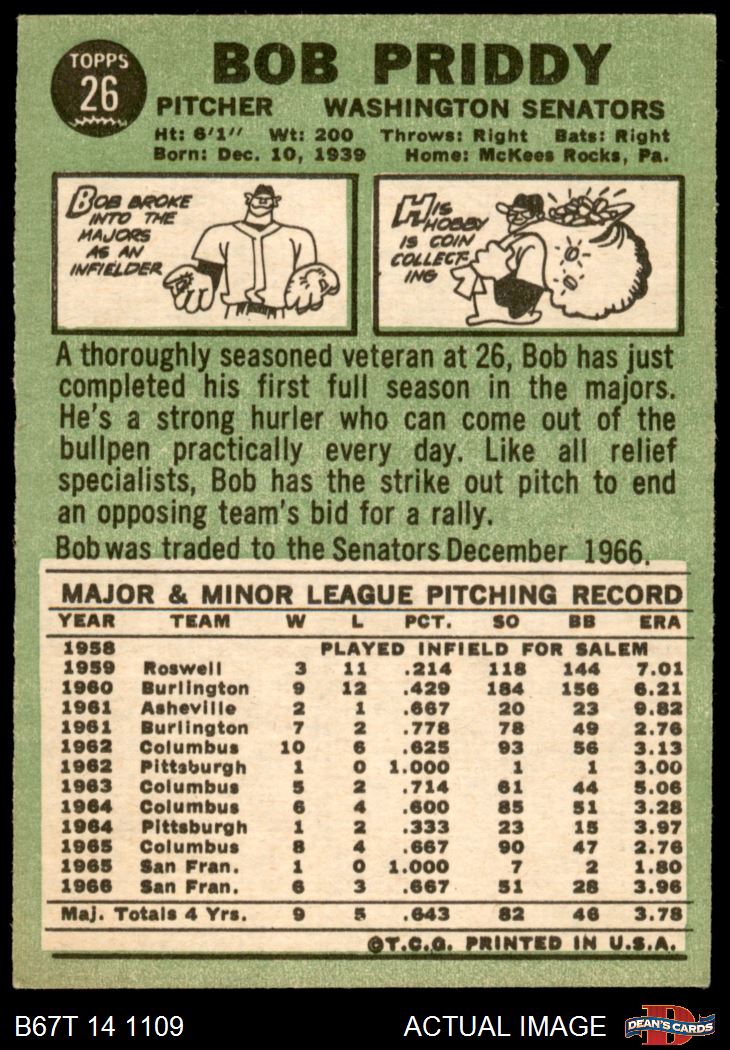 TOPPS
26
BOB PRIDDY
PITCHER WASHINGTON SENATORS
Ht: 6'1" Wt: 200 Throws: Right Bats: Right
Born: Dec. 10, 1939 Home: McKees Rocks, Pa.
BOB BROKE
INTO THE
MAJORS
AS AN
INFIELDER
HIS
HOBBY
IS COIN
COLLECT-
ING
A thoroughly seasoned veteran at 26, Bob has just
completed his first full season in the majors.
He's a strong hurler who can come out of the
bullpen practically every day. Like all relief
specialists, Bob has the strike out pitch to end
an opposing team's bid for a rally.
Bob was traded to the Senators December 1966.
MAJOR & MINOR LEAGUE PITCHING RECORD
YEAR TEAM W L PCT. SO BB ERA
1958 PLAYED INFIELD FOR SALEM
1959 Roswell 3 11 .214 118 144 7.01
1960 Burlington 9 12 .429 184 156 6.21
1961 Asheville 2 1 .667 20 23 9.82
1961 Burlington 7 2 .778 78 49 2.76
1962 Columbus 10 6 .625 93 56 3.13
1962 Pittsburgh 1 0 1.000 1 1 3.00
1963 Columbus 5 2 .714 61 44 5.06
1964 Columbus 6 4 .600 85 51 3.28
1964 Pittsburgh 1 2 .333 23 15 3.97
1965 Columbus 8 4 .667 90 47 2.76
1965 San Fran. 1 0 1.000 7 2 1.80
1966 San Fran. 6 3 .667 51 28 3.96
Maj. Totals 4 Yrs. 9 5 .643 82 46 3.78
©T.C.G. PRINTED IN U.S.A.
B67T 14 1109 ACTUAL IMAGE
D
DEAN'S CARDS